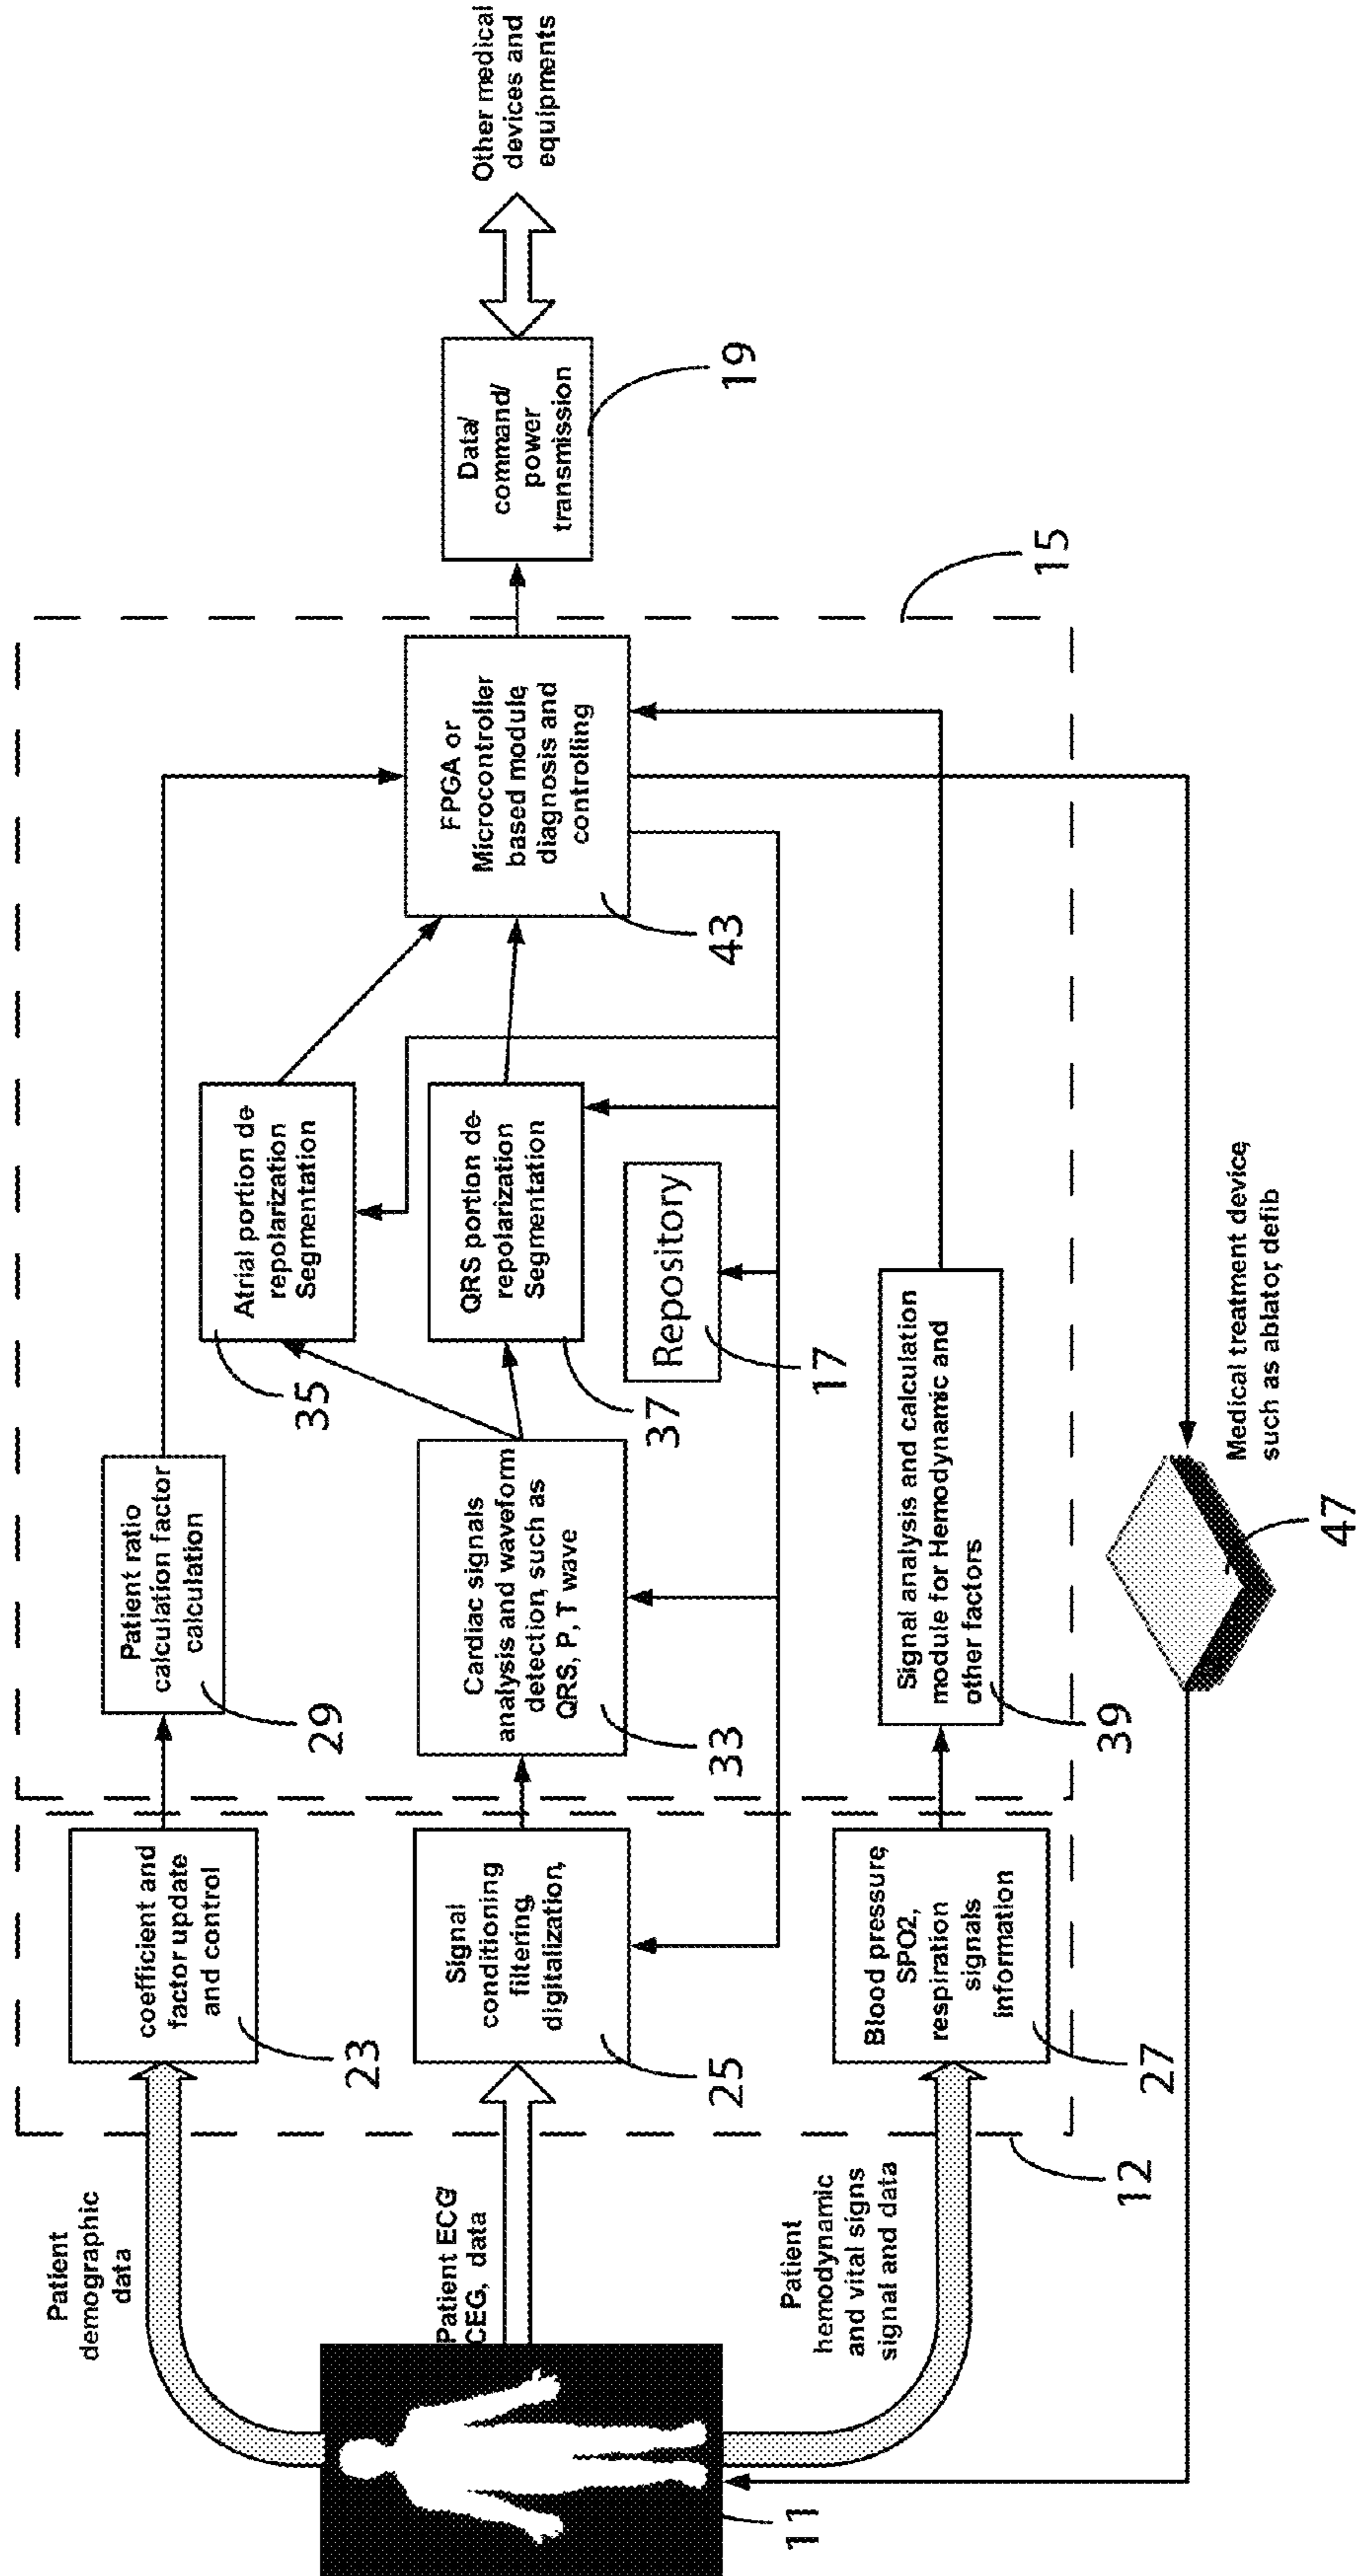 Patient
demographic
data
Patient ECG/
CEG, data
Patient
hemodynamic
and vital signs
signal and data
11
12
coefficient and
factor update
and control
23
Signal
conditioning
filtering,
digitalization,
25
Blood pressure,
SPO2,
respiration
signals
information
27
Patient ratio
calculation factor
calculation
29
Cardiac signals
analysis and waveform
detection, such as
QRS, P, T wave
33
Signal analysis and calculation
module for Hemodynamic and
other factors
39
Atrial portion de-
repolarization
Segmentation
35
QRS portion de-
repolarization
Segmentation
37
Repository
17
FPGA or
Microcontroller
based module,
diagnosis and
controlling
43
15
Data/
command/
power
transmission
19
Other medical
devices and
equipments
Medical treatment device,
such as ablator, defib
47